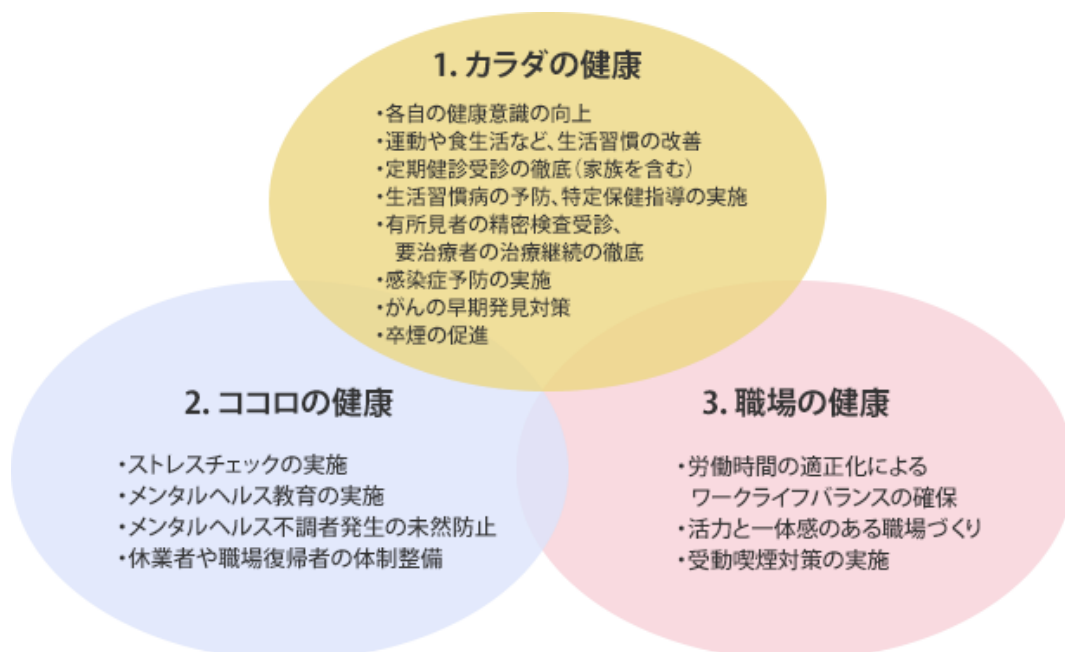 1. カラダの健康
・各自の健康意識の向上
・運動や食生活など、生活習慣の改善
・定期健診受診の徹底（家族を含む）
・生活習慣病の予防、特定保健指導の実施
・有所見者の精密検査受診、
要治療者の治療継続の徹底
・感染症予防の実施
・がんの早期発見対策
・卒煙の促進
2. ココロの健康
・ストレスチェックの実施
・メンタルヘルス教育の実施
・メンタルヘルス不調者発生の未然防止
・休業者や職場復帰者の体制整備
3. 職場の健康
・労働時間の適正化による
ワークライフバランスの確保
・活力と一体感のある職場づくり
・受動喫煙対策の実施